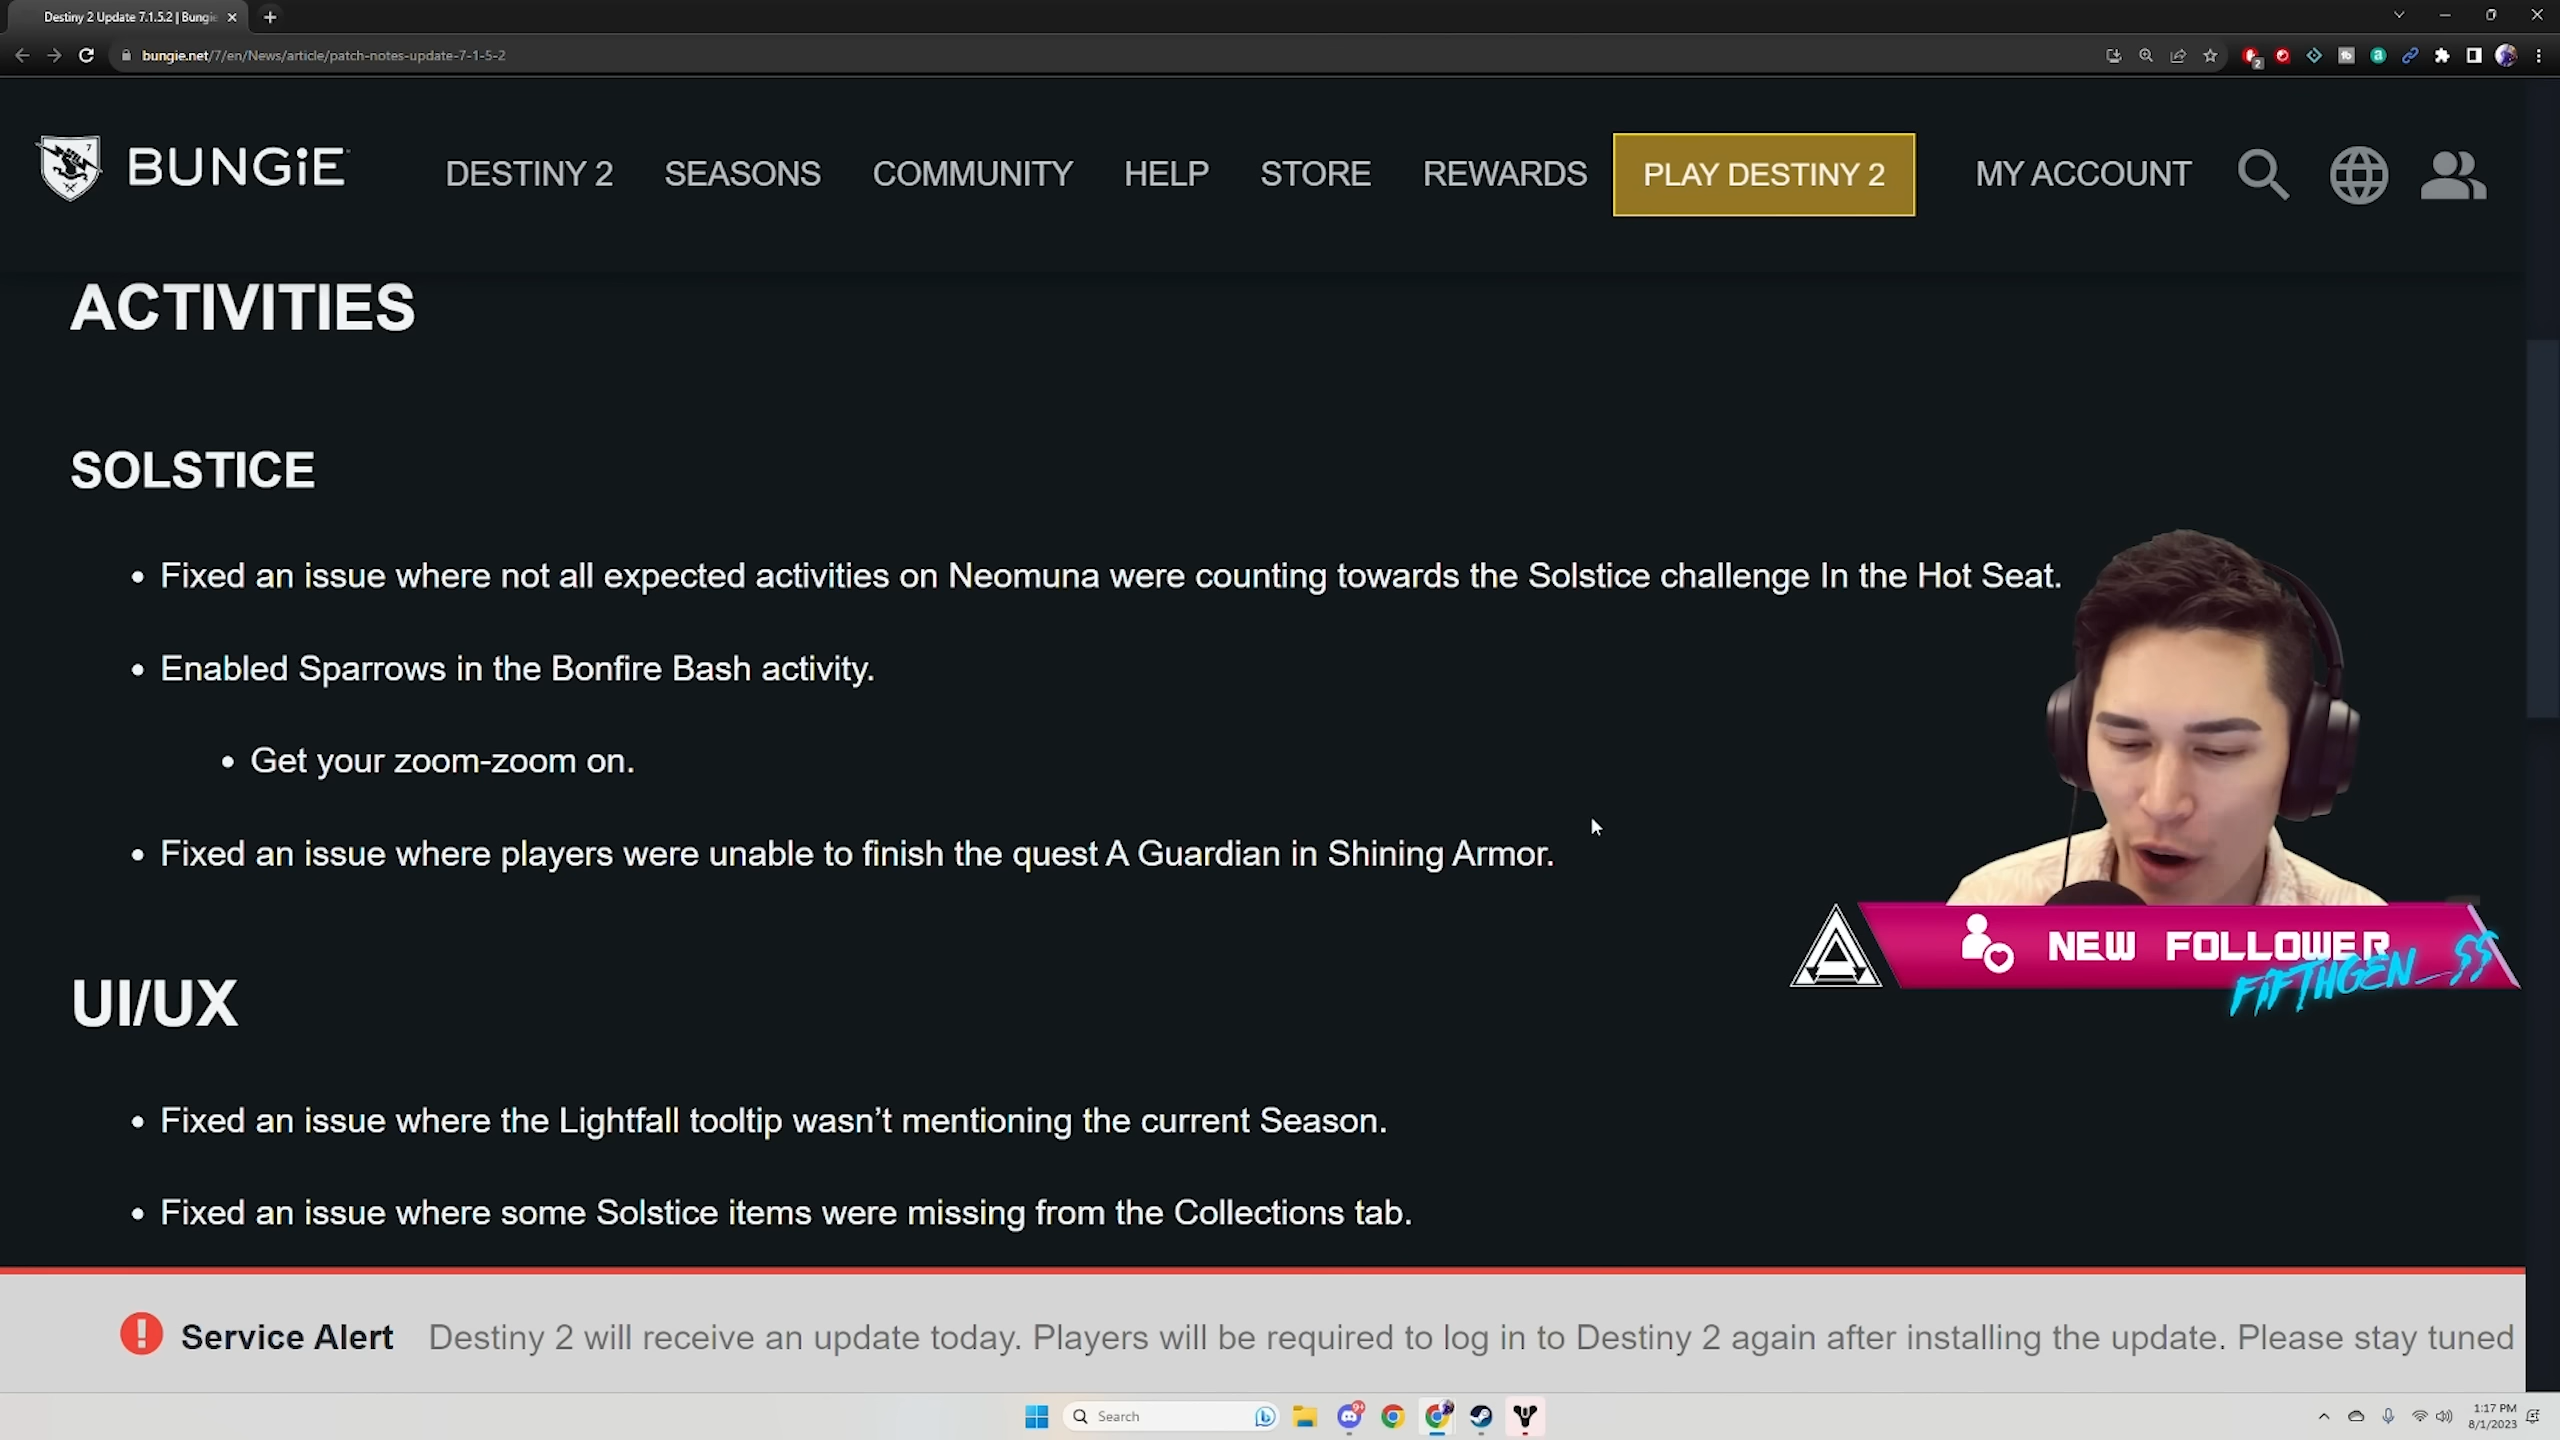 Destiny 2 Update 7.1.5.2 | Bungie
bungie.net/7/en/News/article/patch-notes-update-7-1-5-2
BUNGiE DESTINY 2 SEASONS COMMUNITY HELP STORE REWARDS PLAY DESTINY 2 MY ACCOUNT
ACTIVITIES
SOLSTICE
• Fixed an issue where not all expected activities on Neomuna were counting towards the Solstice challenge In the Hot Seat.
• Enabled Sparrows in the Bonfire Bash activity.
• Get your zoom-zoom on.
• Fixed an issue where players were unable to finish the quest A Guardian in Shining Armor.
NEW FOLLOWER
FIFTHGEN_SS
UI/UX
• Fixed an issue where the Lightfall tooltip wasn’t mentioning the current Season.
• Fixed an issue where some Solstice items were missing from the Collections tab.
Service Alert Destiny 2 will receive an update today. Players will be required to log in to Destiny 2 again after installing the update. Please stay tuned
Search
1:17 PM
8/1/2023